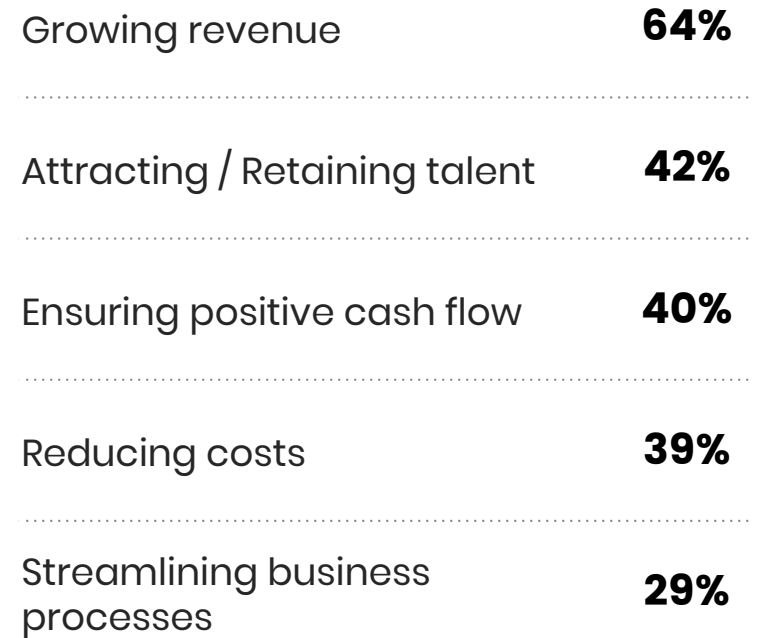 Growing revenue 64%
Attracting / Retaining talent 42%
Ensuring positive cash flow 40%
Reducing costs 39%
Streamlining business
processes 29%